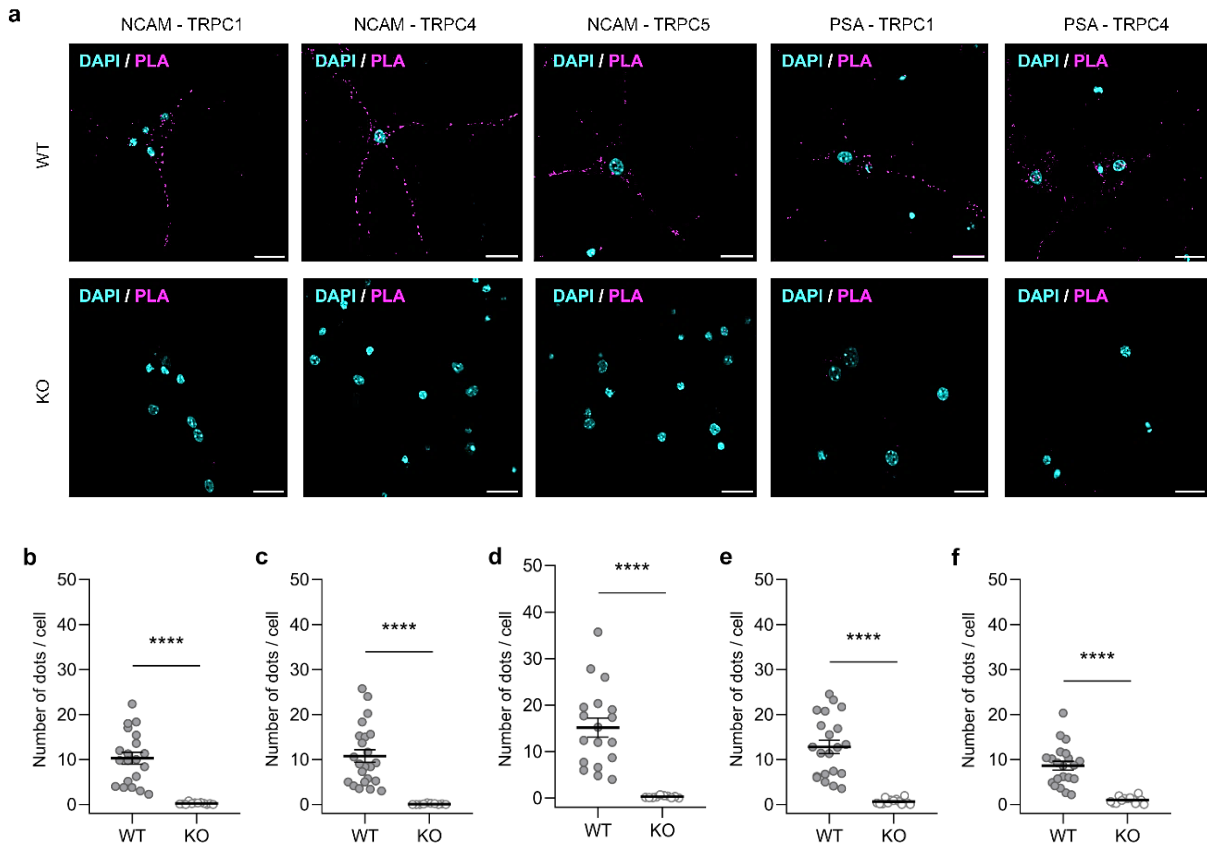 a
NCAM - TRPC1 NCAM - TRPC4 NCAM - TRPC5 PSA - TRPC1 PSA - TRPC4
WT
DAPI / PLA DAPI / PLA DAPI / PLA DAPI / PLA DAPI / PLA
KO
DAPI / PLA DAPI / PLA DAPI / PLA DAPI / PLA DAPI / PLA
b
Number of dots / cell
50
40
30
20
10
0
****
WT KO
c
Number of dots / cell
50
40
30
20
10
0
****
WT KO
d
Number of dots / cell
50
40
30
20
10
0
****
WT KO
e
Number of dots / cell
50
40
30
20
10
0
****
WT KO
f
Number of dots / cell
50
40
30
20
10
0
****
WT KO